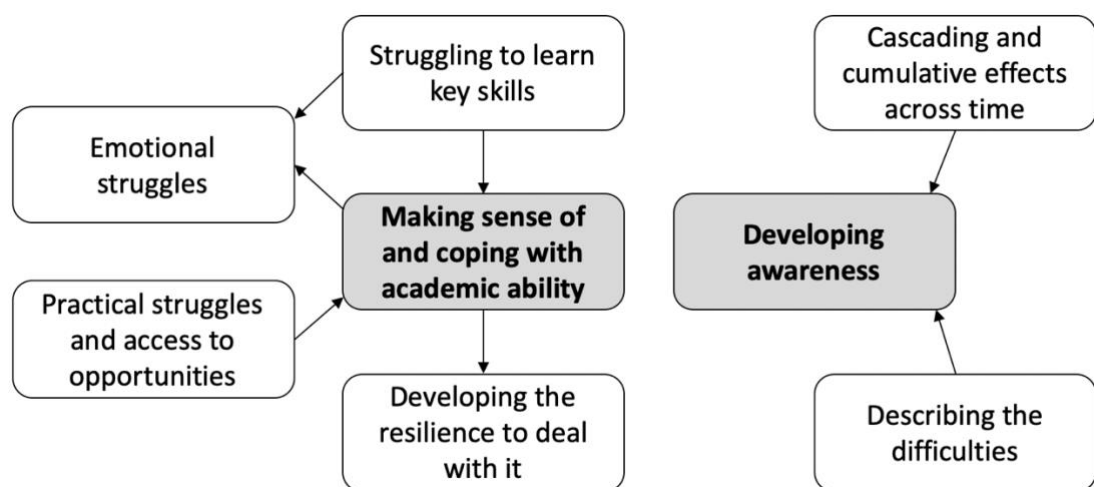 Struggling to learn
key skills
Cascading and
cumulative effects
across time
Emotional
struggles
Making sense of
and coping with
academic ability
Developing
awareness
Practical struggles
and access to
opportunities
Developing the
resilience to deal
with it
Describing the
difficulties